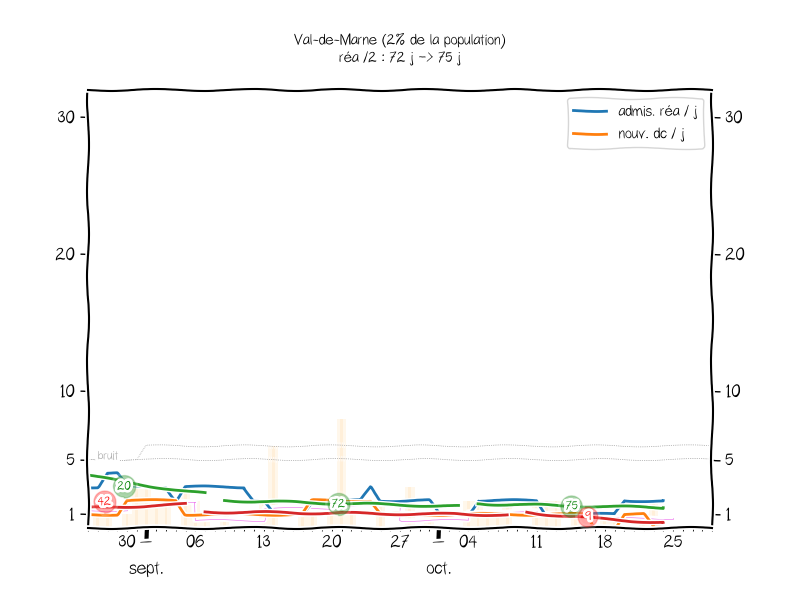 Val-de-Marne (2% de la population)
réa /2 : 72 j -> 75 j
admis. réa / j
nouv. dc / j
30 30
20 20
10 10
bruit
5 5
20
42
72
75
1 1
30 06 13 20 27 04 11 18 25
sept. oct.